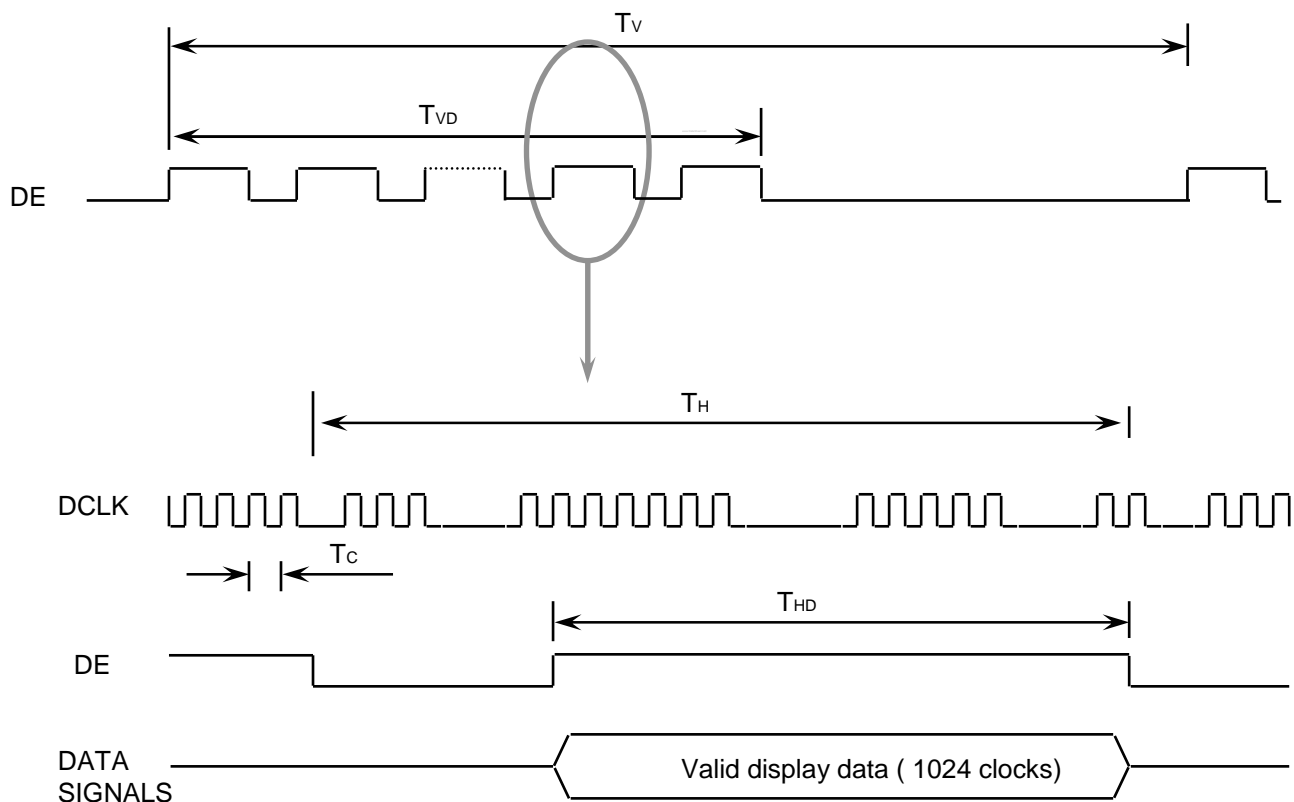 TV
TVD
DE
TH
DCLK
TC
THD
DE
DATA
SIGNALS
Valid display data ( 1024 clocks)